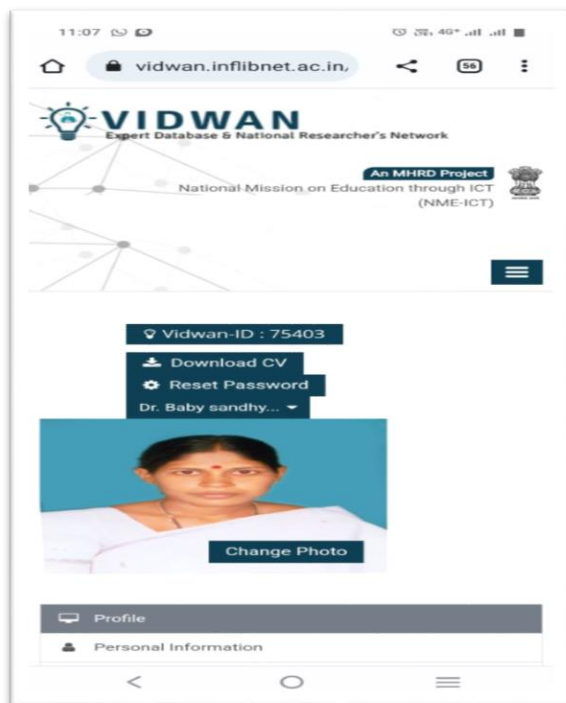 11:07
4G+
vidwan.inflibnet.ac.in,
56
VIDWAN
Expert Database & National Researcher's Network
An MHRD Project
National Mission on Education through ICT
(NME-ICT)
Vidwan-ID : 75403
Download CV
Reset Password
Dr. Baby sandhy...
Change Photo
Profile
Personal Information